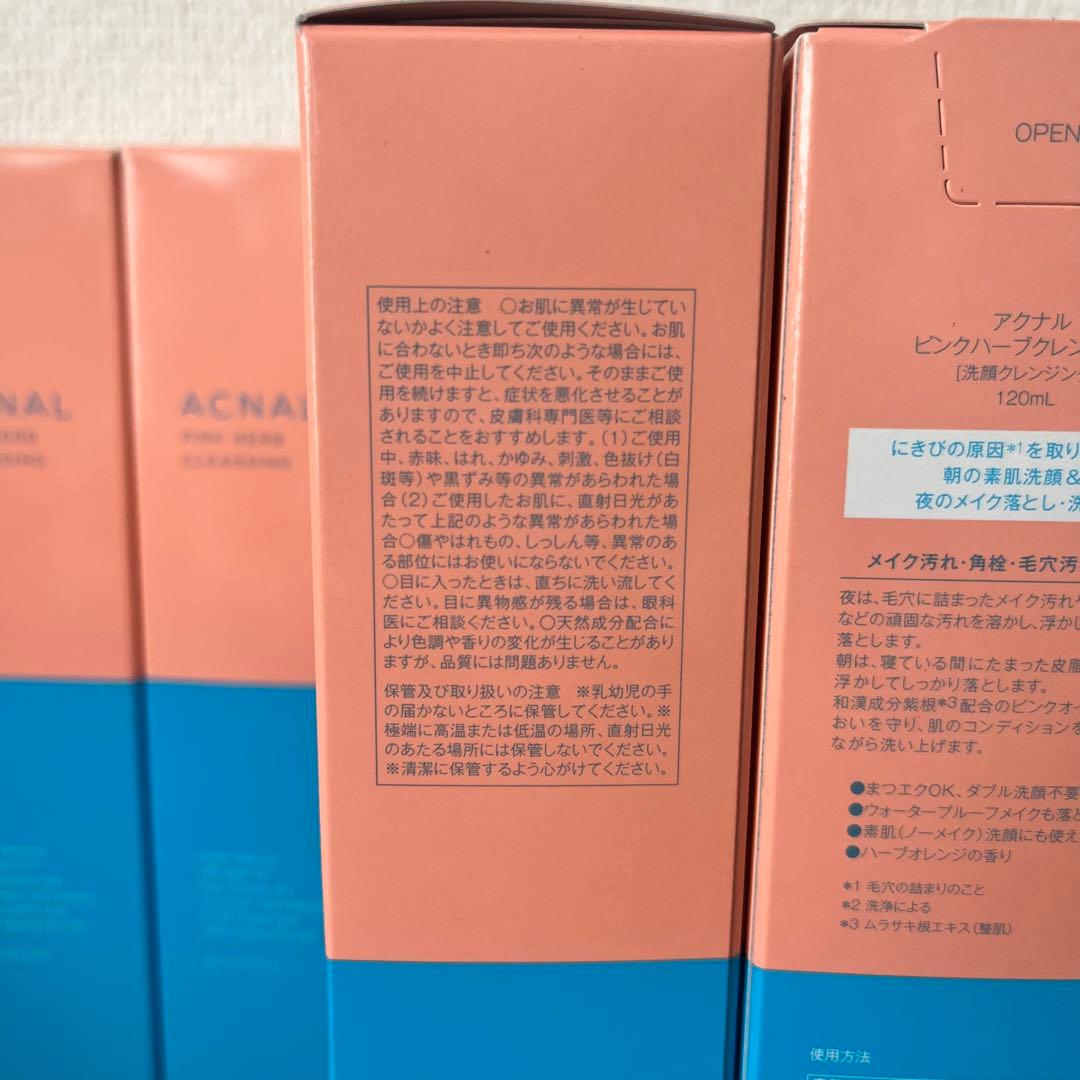 NAL
HERB
ACNAL
PINK HERB
CLEANSING
使用上の注意　○お肌に異常が生じてい
ないかよく注意してご使用ください。お肌
に合わないとき即ち次のような場合には、
ご使用を中止してください。そのままご使
用を続けますと、症状を悪化させることが
ありますので、皮膚科専門医等にご相談
されることをおすすめします。(1)ご使用
中、赤味、はれ、かゆみ、刺激、色抜け(白
斑等)や黒ずみ等の異常があらわれた場
合(2)ご使用したお肌に、直射日光があ
たって上記のような異常があらわれた場
合○傷やはれもの、しっしん等、異常のあ
る部位にはお使いにならないでください。
○目に入ったときは、直ちに洗い流してく
ださい。目に異物感が残る場合は、眼科
医にご相談ください。○天然成分配合に
より色調や香りの変化が生じることがあり
ますが、品質には問題ありません。
保管及び取り扱いの注意　※乳幼児の手
の届かないところに保管してください。※
極端に高温または低温の場所、直射日光
のあたる場所には保管しないでください。
※清潔に保管するよう心がけてください。
OPEN
アクナル
ピンクハーブクレン
[洗顔クレンジング
120mL
にきびの原因*1を取り
朝の素肌洗顔&
夜のメイク落とし・洗
メイク汚れ・角栓・毛穴汚
夜は、毛穴に詰まったメイク汚れや
などの頑固な汚れを溶かし、浮かし
落とします。
朝は、寝ている間にたまった皮脂
浮かしてしっかり落とします。
和漢成分紫根*3配合のピンクオイ
おいを守り、肌のコンディションを
ながら洗い上げます。
●まつエクOK、ダブル洗顔不要
●ウォータープルーフメイクも落と
●素肌(ノーメイク)洗顔にも使え
●ハーブオレンジの香り
*1 毛穴の詰まりのこと
*2 洗浄による
*3 ムラサキ根エキス(整肌)
使用方法